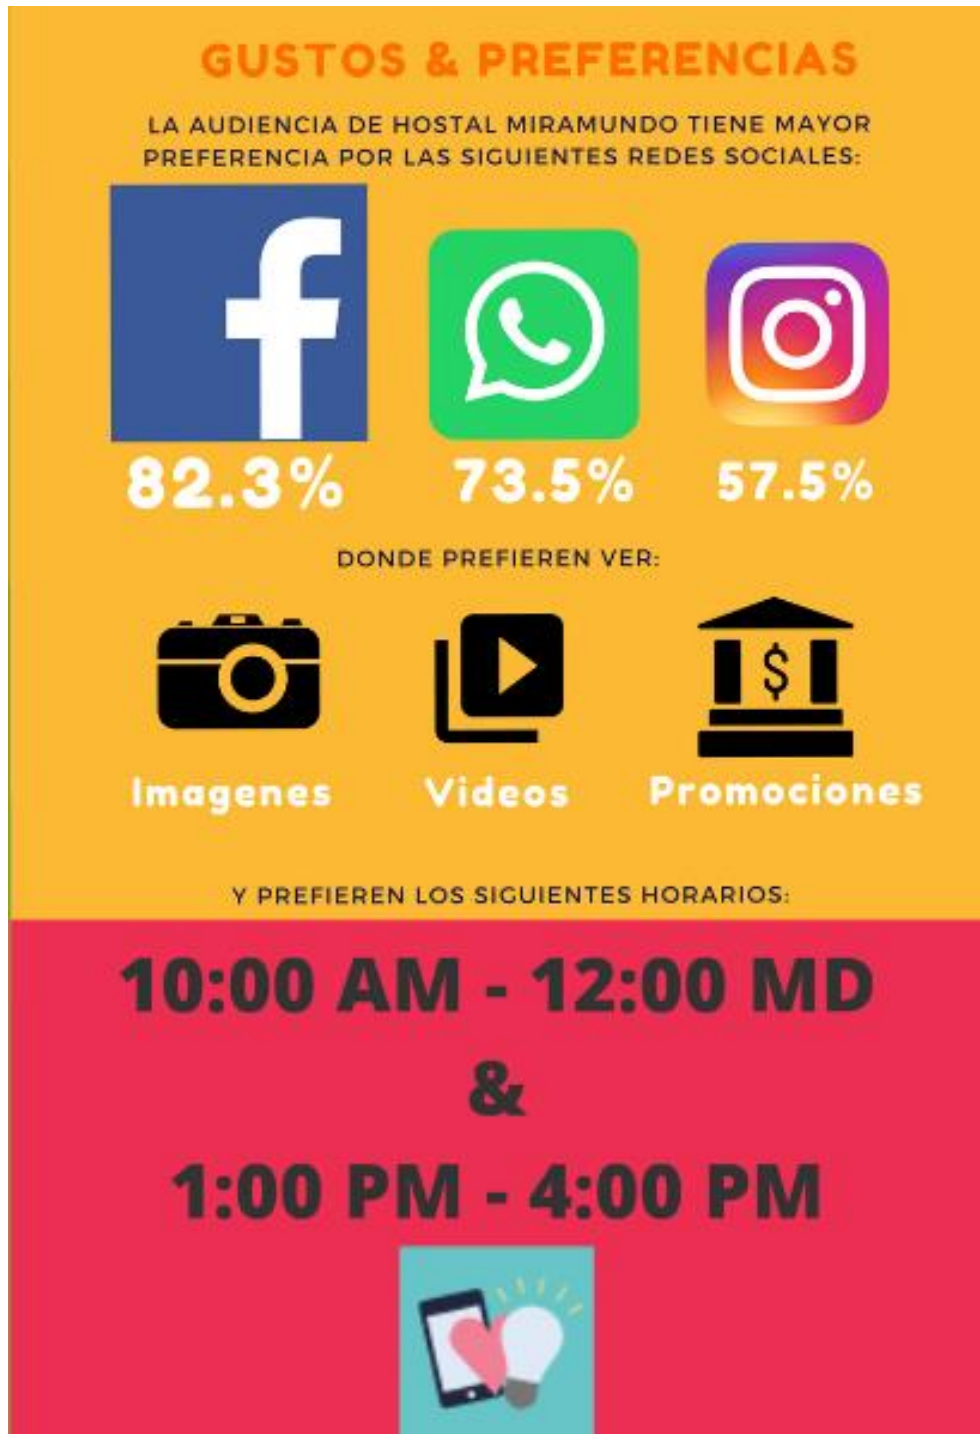 GUSTOS & PREFERENCIAS
LA AUDIENCIA DE HOSTAL MIRAMUNDO TIENE MAYOR
PREFERENCIA POR LAS SIGUIENTES REDES SOCIALES:
82.3% 73.5% 57.5%
DONDE PREFIEREN VER:
$
Imagenes Videos Promociones
Y PREFIEREN LOS SIGUIENTES HORARIOS:
10:00 AM - 12:00 MD
&
1:00 PM - 4:00 PM